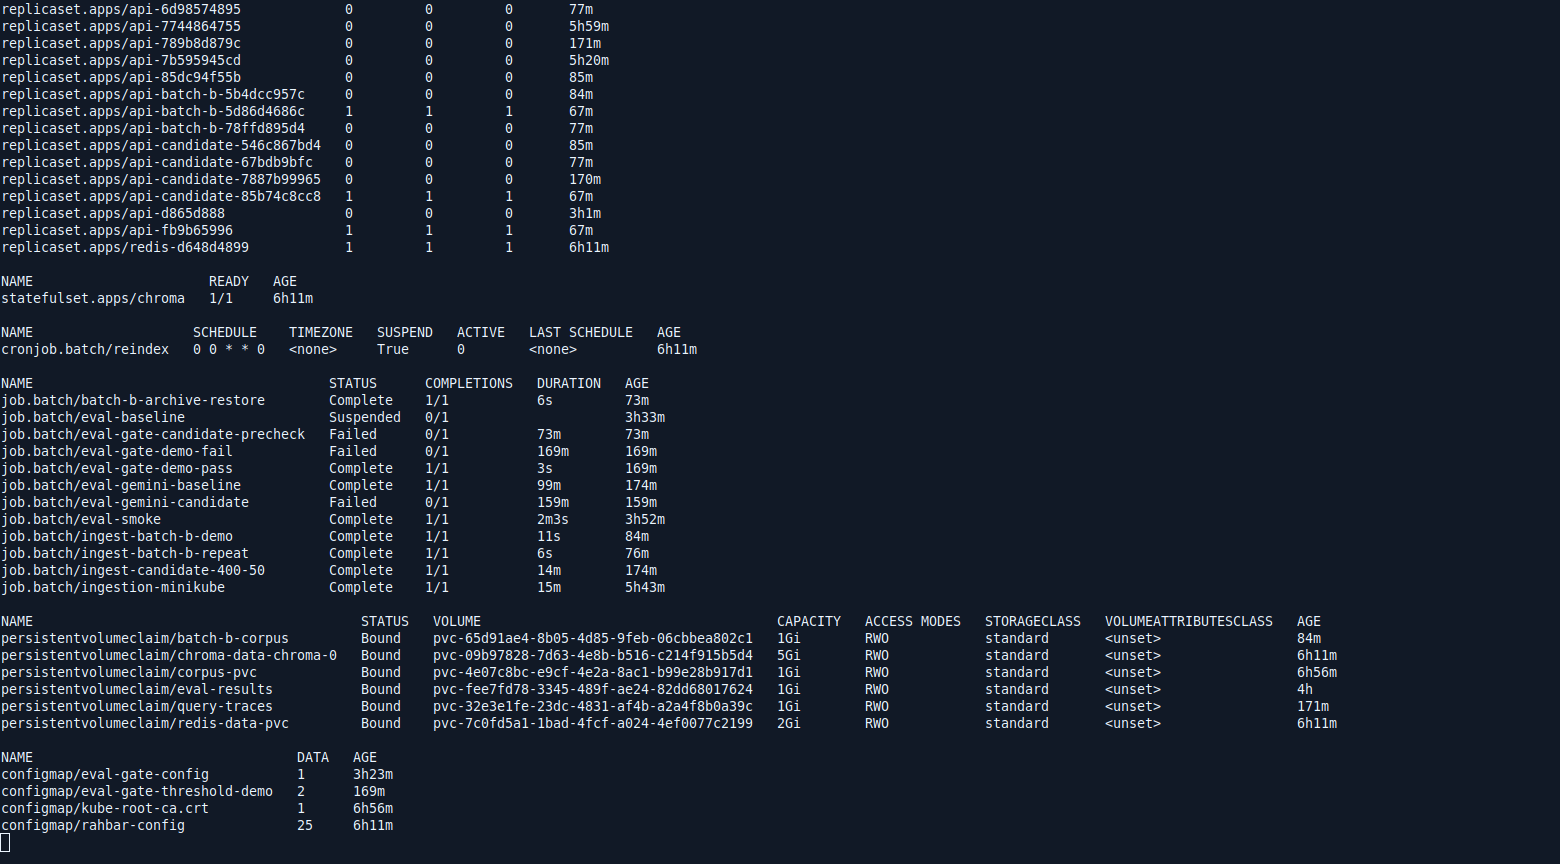 replicaset.apps/api-6d98574895             0         0         0       77m
replicaset.apps/api-7744864755             0         0         0       5h59m
replicaset.apps/api-789b8d879c             0         0         0       171m
replicaset.apps/api-7b595945cd             0         0         0       5h20m
replicaset.apps/api-85dc94f55b             0         0         0       85m
replicaset.apps/api-batch-b-5b4dcc957c     0         0         0       84m
replicaset.apps/api-batch-b-5d86d4686c     1         1         1       67m
replicaset.apps/api-batch-b-78ffd895d4     0         0         0       77m
replicaset.apps/api-candidate-546c867bd4   0         0         0       85m
replicaset.apps/api-candidate-67bdb9bfc    0         0         0       77m
replicaset.apps/api-candidate-7887b99965   0         0         0       170m
replicaset.apps/api-candidate-85b74c8cc8   1         1         1       67m
replicaset.apps/api-d865d888               0         0         0       3h1m
replicaset.apps/api-fb9b65996              1         1         1       67m
replicaset.apps/redis-d648d4899            1         1         1       6h11m

NAME                      READY   AGE
statefulset.apps/chroma   1/1     6h11m

NAME                    SCHEDULE    TIMEZONE   SUSPEND   ACTIVE   LAST SCHEDULE   AGE
cronjob.batch/reindex   0 0 * * 0   <none>     True      0        <none>          6h11m

NAME                                     STATUS      COMPLETIONS   DURATION   AGE
job.batch/batch-b-archive-restore        Complete    1/1           6s         73m
job.batch/eval-baseline                  Suspended   0/1                      3h33m
job.batch/eval-gate-candidate-precheck   Failed      0/1           73m        73m
job.batch/eval-gate-demo-fail            Failed      0/1           169m       169m
job.batch/eval-gate-demo-pass            Complete    1/1           3s         169m
job.batch/eval-gemini-baseline           Complete    1/1           99m        174m
job.batch/eval-gemini-candidate          Failed      0/1           159m       159m
job.batch/eval-smoke                     Complete    1/1           2m3s       3h52m
job.batch/ingest-batch-b-demo            Complete    1/1           11s        84m
job.batch/ingest-batch-b-repeat          Complete    1/1           6s         76m
job.batch/ingest-candidate-400-50        Complete    1/1           14m        174m
job.batch/ingestion-minikube             Complete    1/1           15m        5h43m

NAME                                         STATUS   VOLUME                                     CAPACITY   ACCESS MODES   STORAGECLASS   VOLUMEATTRIBUTESCLASS   AGE
persistentvolumeclaim/batch-b-corpus         Bound    pvc-65d91ae4-8b05-4d85-9feb-06cbbea802c1   1Gi        RWO            standard       <unset>                 84m
persistentvolumeclaim/chroma-data-chroma-0   Bound    pvc-09b97828-7d63-4e8b-b516-c214f915b5d4   5Gi        RWO            standard       <unset>                 6h11m
persistentvolumeclaim/corpus-pvc             Bound    pvc-4e07c8bc-e9cf-4e2a-8ac1-b99e28b917d1   1Gi        RWO            standard       <unset>                 6h56m
persistentvolumeclaim/eval-results           Bound    pvc-fee7fd78-3345-489f-ae24-82dd68017624   1Gi        RWO            standard       <unset>                 4h
persistentvolumeclaim/query-traces           Bound    pvc-32e3e1fe-23dc-4831-af4b-a2a4f8b0a39c   1Gi        RWO            standard       <unset>                 171m
persistentvolumeclaim/redis-data-pvc         Bound    pvc-7c0fd5a1-1bad-4fcf-a024-4ef0077c2199   2Gi        RWO            standard       <unset>                 6h11m

NAME                                 DATA   AGE
configmap/eval-gate-config           1      3h23m
configmap/eval-gate-threshold-demo   2      169m
configmap/kube-root-ca.crt           1      6h56m
configmap/rahbar-config              25     6h11m